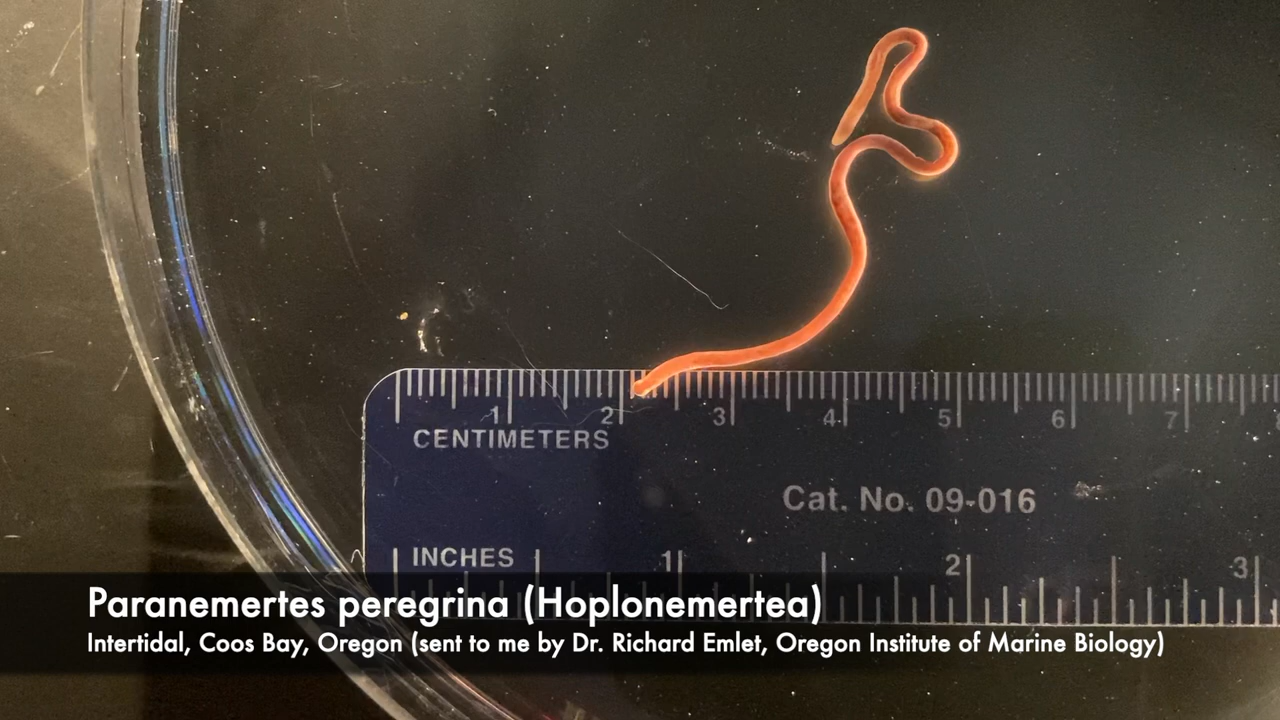 1 2 3 4 5 6 7
CENTIMETERS
Cat. No. 09-016
INCHES 1 2 3
Paranemertes peregrina (Hoplonemertea)
Intertidal, Coos Bay, Oregon (sent to me by Dr. Richard Emlet, Oregon Institute of Marine Biology)